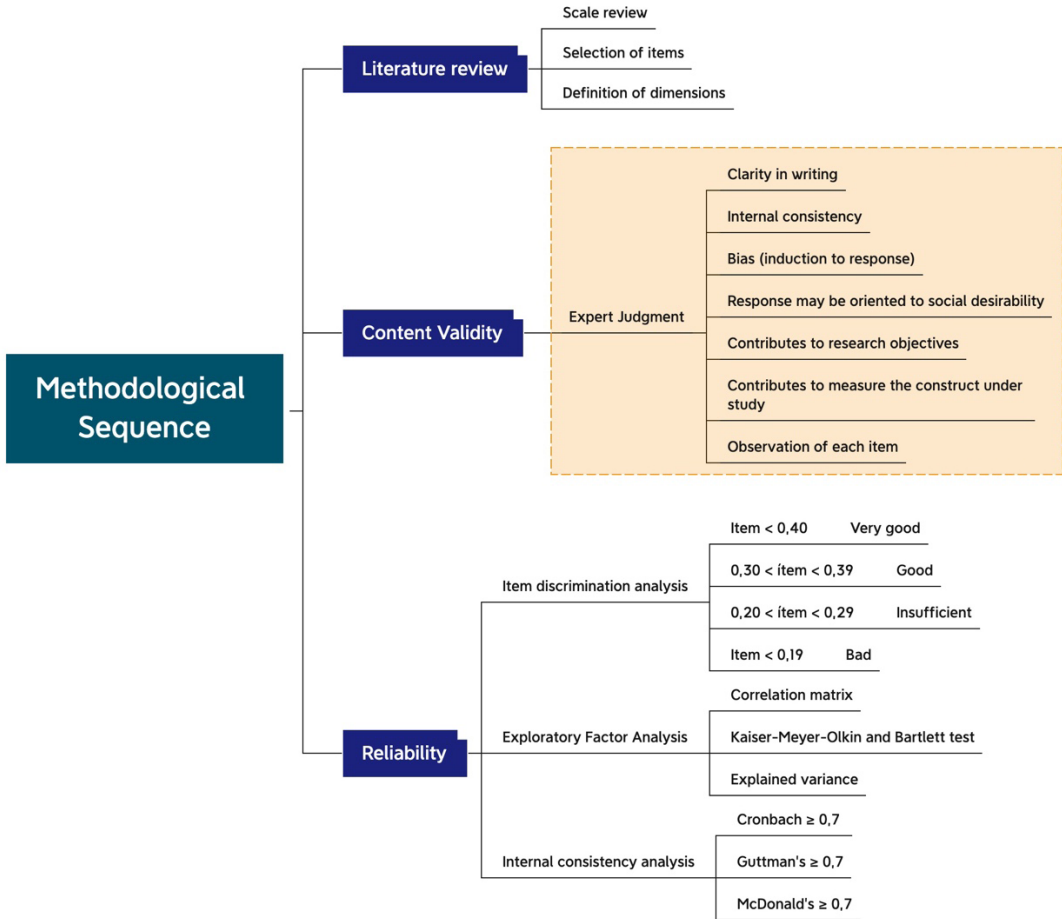 Methodological
Sequence
Literature review
Scale review
Selection of items
Definition of dimensions
Content Validity
Expert Judgment
Clarity in writing
Internal consistency
Bias (induction to response)
Response may be oriented to social desirability
Contributes to research objectives
Contributes to measure the construct under
study
Observation of each item
Reliability
Item discrimination analysis
Item < 0,40 Very good
0,30 < ítem < 0,39 Good
0,20 < ítem < 0,29 Insufficient
Item < 0,19 Bad
Exploratory Factor Analysis
Correlation matrix
Kaiser-Meyer-Olkin and Bartlett test
Explained variance
Internal consistency analysis
Cronbach ≥ 0,7
Guttman's ≥ 0,7
McDonald's ≥ 0,7